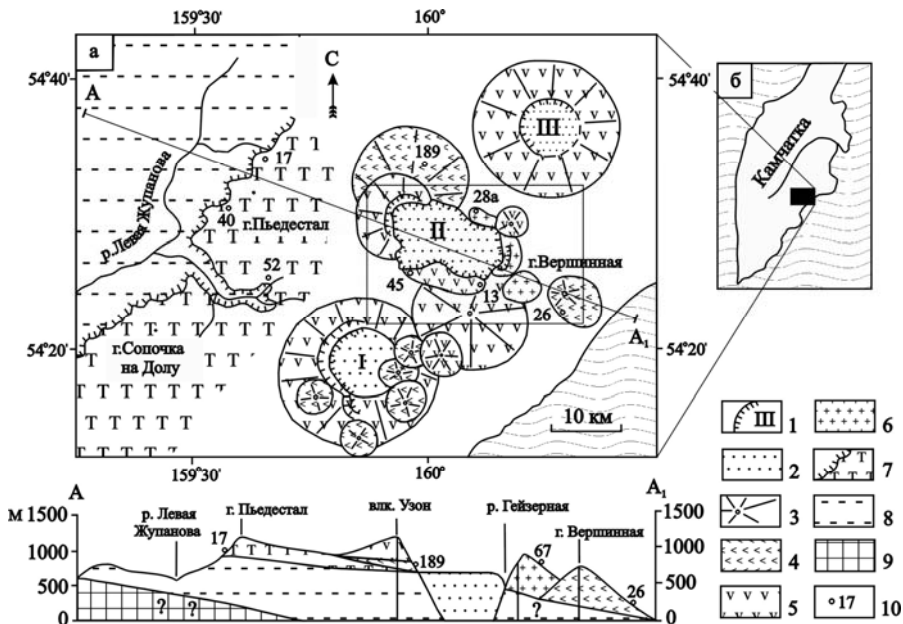 159°30'
160°
а
С
54°40'
54°40'
б
А
III
Камчатка
189
17
28а
р. Левая Жупанова
40
г.Пьедестал
II
г.Вершинная
52
45
13
26
А₁
54°20'
54°20'
г.Сопочка
на Долу
I
10 км
159°30'
160°
III 1
6
2
Т Т Т 7
3
8
4
9
5
17 10
А
А₁
М
1500
1000
500
0
р. Левая
Жупанова
г. Пьедестал
влк. Узон
р. Гейзерная
г. Вершинная
17
189
67
26
? ?
?
1500
1000
500
0